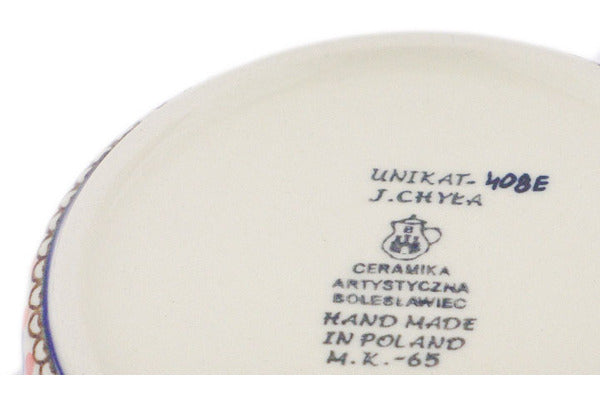 UNIKAT-408E
J.CHYŁA
CERAMIKA
ARTYSTYCZNA
BOLESŁAWIEC
HAND MADE
IN POLAND
M.K.-65